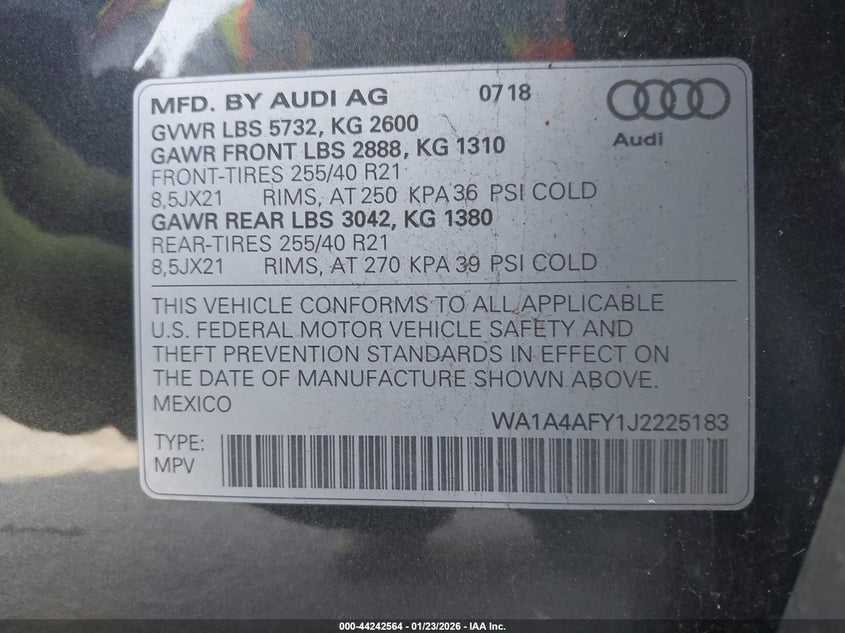 MFD. BY AUDI AG 0718
Audi
GVWR LBS 5732, KG 2600
GAWR FRONT LBS 2888, KG 1310
FRONT-TIRES 255/40 R21
8,5JX21 RIMS, AT 250 KPA 36 PSI COLD
GAWR REAR LBS 3042, KG 1380
REAR-TIRES 255/40 R21
8,5JX21 RIMS, AT 270 KPA 39 PSI COLD
THIS VEHICLE CONFORMS TO ALL APPLICABLE
U.S. FEDERAL MOTOR VEHICLE SAFETY AND
THEFT PREVENTION STANDARDS IN EFFECT ON
THE DATE OF MANUFACTURE SHOWN ABOVE.
MEXICO
WA1A4AFY1J2225183
TYPE:
MPV
000-44242564 | 01/23/2026 - IAA Inc.